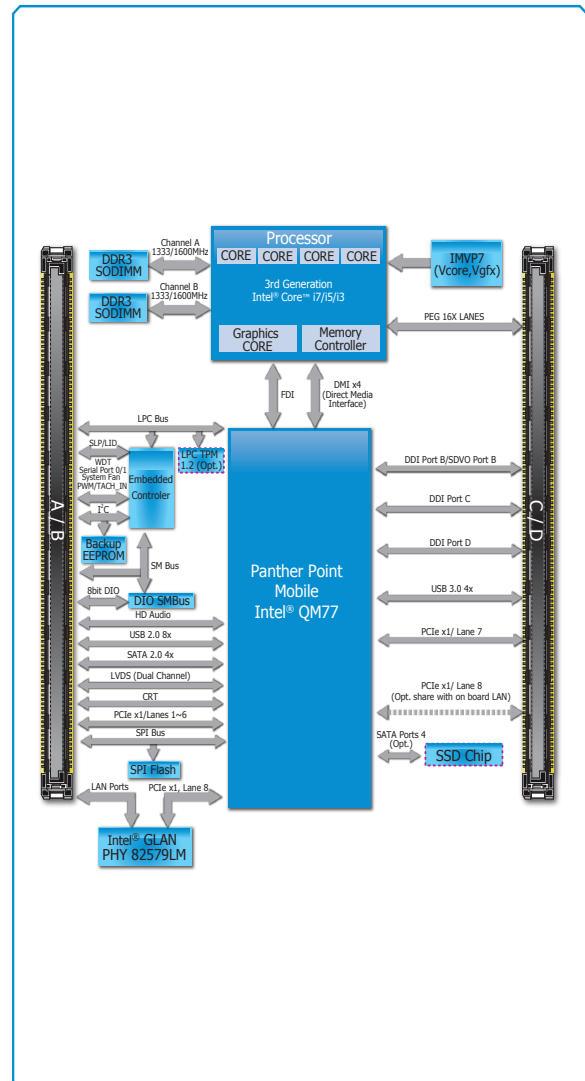 Processor
CORE CORE CORE CORE
3rd Generation
Intel® Core™ i7/i5/i3
Graphics
CORE
Memory
Controller
Channel A
1333/1600MHz
DDR3
SODIMM
Channel B
1333/1600MHz
DDR3
SODIMM
IMVP7
(Vcore,Vgfx)
PEG 16X LANES
FDI
DMI x4
(Direct Media
Interface)
LPC Bus
SLP/LID
WDT
Serial Port 0/1
System Fan
PWM/TACH_IN
I²C
Embedded
Controler
LPC TPM
1.2 (Opt.)
Backup
EEPROM
SM Bus
8bit DIO
DIO SMBus
HD Audio
USB 2.0 8x
SATA 2.0 4x
LVDS (Dual Channel)
CRT
PCIe x1/Lanes 1~6
SPI Bus
SPI Flash
LAN Ports
PCIe x1, Lane 8
Intel® GLAN
PHY 82579LM
A / B
Panther Point
Mobile
Intel® QM77
DDI Port B/SDVO Port B
DDI Port C
DDI Port D
USB 3.0 4x
PCIe x1/ Lane 7
PCIe x1/ Lane 8
(Opt. share with on board LAN)
SATA Ports 4
(Opt.)
SSD Chip
C / D